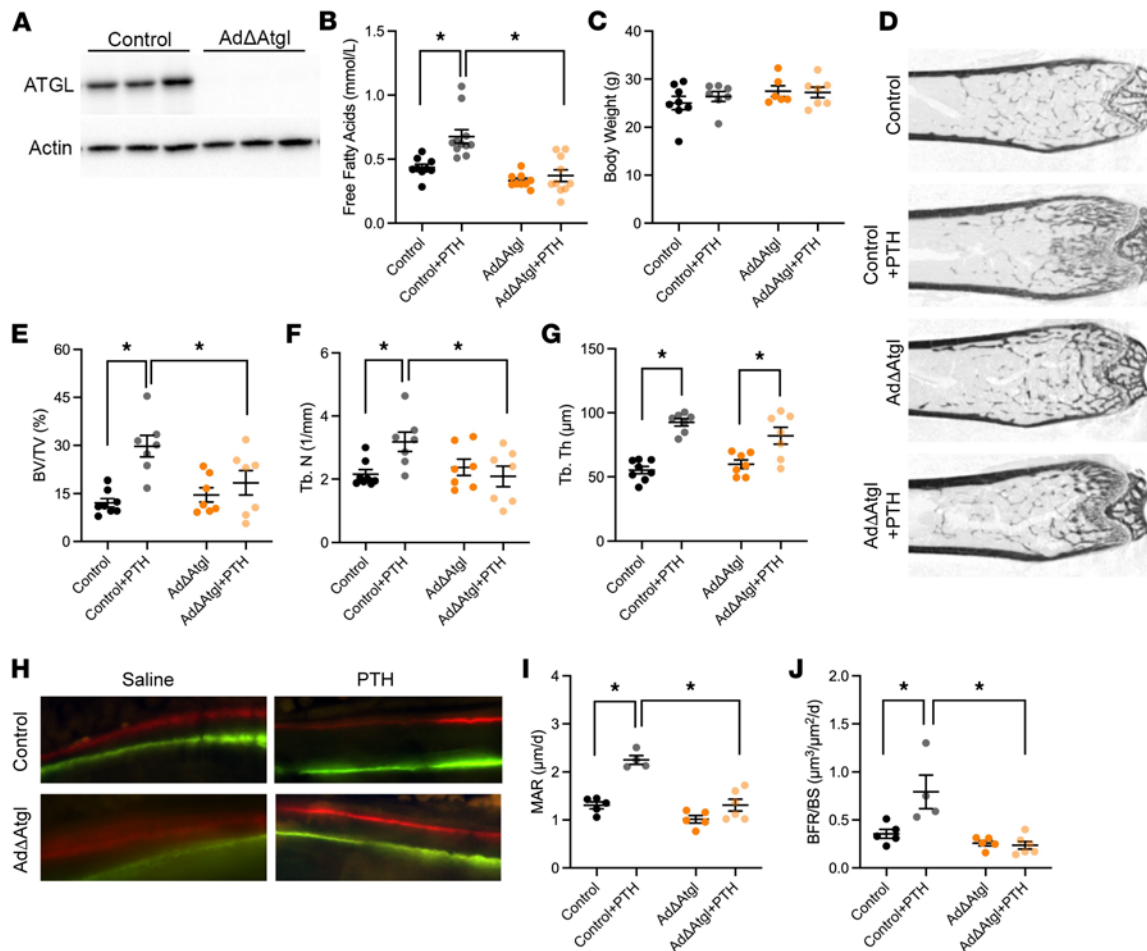 A
Control
AdΔAtgl
ATGL
Actin
B
Free Fatty Acids (mmol/L)
1.5
1.0
0.5
0.0
*
*
Control
Control+PTH
AdΔAtgl
AdΔAtgl+PTH
C
Body Weight (g)
40
30
20
10
0
Control
Control+PTH
AdΔAtgl
AdΔAtgl+PTH
D
Control
Control
+PTH
AdΔAtgl
AdΔAtgl
+PTH
E
BV/TV (%)
60
45
30
15
0
*
*
Control
Control+PTH
AdΔAtgl
AdΔAtgl+PTH
F
Tb. N (1/mm)
6
4
2
0
*
*
Control
Control+PTH
AdΔAtgl
AdΔAtgl+PTH
G
Tb. Th (µm)
150
100
50
0
*
*
Control
Control+PTH
AdΔAtgl
AdΔAtgl+PTH
H
Saline
PTH
Control
AdΔAtgl
I
MAR (µm/d)
4
3
2
1
0
*
*
Control
Control+PTH
AdΔAtgl
AdΔAtgl+PTH
J
BFR/BS (µm³/µm²/d)
2.0
1.5
1.0
0.5
0.0
*
*
Control
Control+PTH
AdΔAtgl
AdΔAtgl+PTH